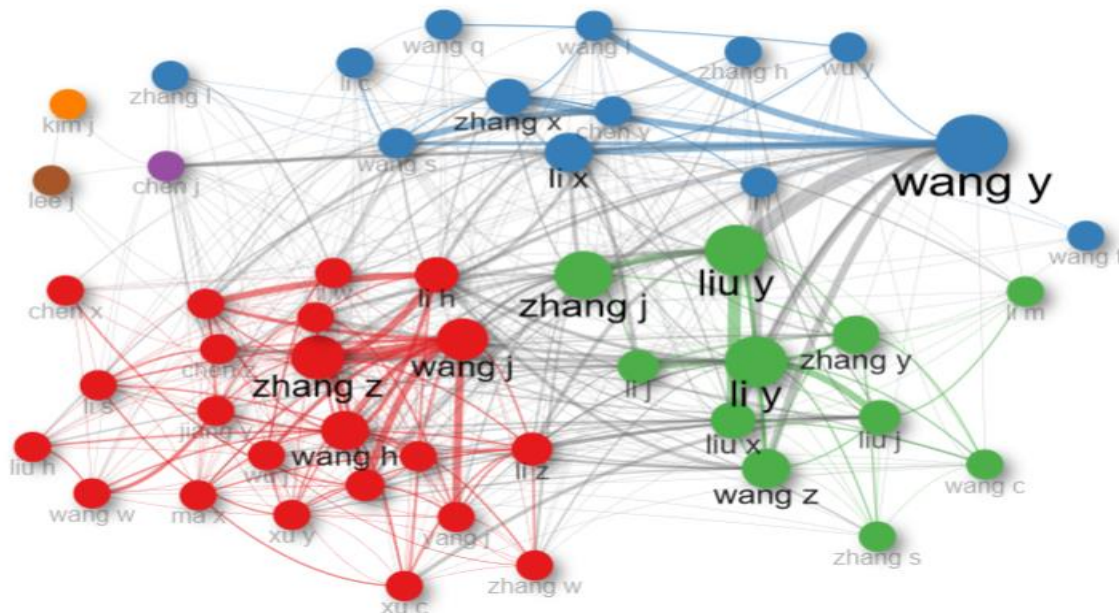 wang q
wang l
zhang h
wu y
li c
zhang l
kim j
zhang x
chen y
wang s
chen j
li x
lee j
wang y
li h
liu y
zhang j
chen x
li m
zhang z
wang j
zhang y
li j
li y
li s
liu x
liu j
liu h
wang h
wu j
li z
wang z
wang c
wang w
ma x
xu y
yang j
zhang s
zhang w
xu c